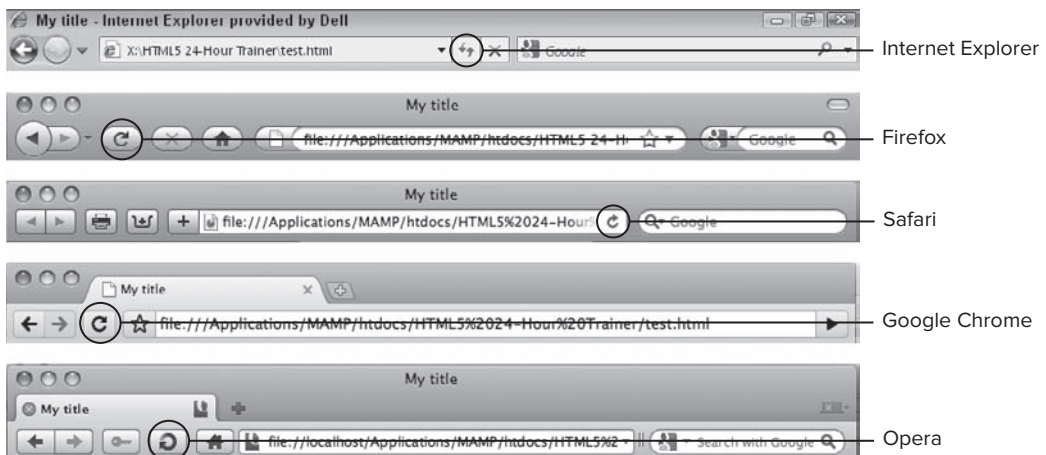 My title - Internet Explorer provided by Dell
X:\HTML5 24-Hour Trainer\test.html Google Internet Explorer
My title
file:///Applications/MAMP/htdocs/HTML5 24-H Google Firefox
My title
file:///Applications/MAMP/htdocs/HTML5%2024-Hour Google Safari
My title
file:///Applications/MAMP/htdocs/HTML5%2024-Hour%20Trainer/test.html Google Chrome
My title
My title
file://localhost/Applications/MAMP/htdocs/HTML5%2 Search with Google Opera